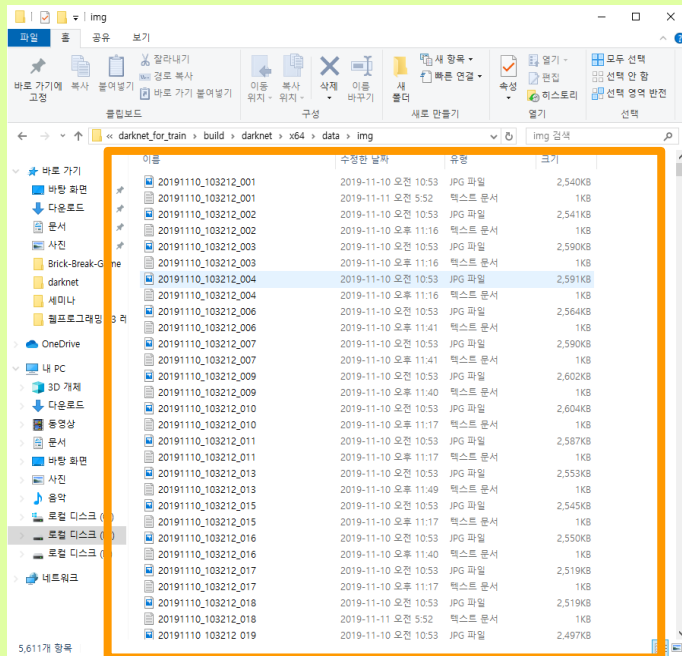 img
파일 홈 공유 보기
바로 가기에 고정 복사 붙여넣기 잘라내기 경로 복사 바로 가기 붙여넣기 이동 위치 복사 위치 삭제 이름 바꾸기 새 폴더 새 항목 빠른 연결 속성 열기 편집 히스토리 모두 선택 선택 안 함 선택 영역 반전
클립보드 구성 새로 만들기 열기 선택
« darknet_for_train › build › darknet › x64 › data › img img 검색
이름 수정한 날짜 유형 크기
바로 가기
바탕 화면
다운로드
문서
사진
Brick-Break-G me
darknet
세미나
웹프로그래밍 3 러
OneDrive
내 PC
3D 개체
다운로드
동영상
문서
바탕 화면
사진
음악
로컬 디스크
로컬 디스크
로컬 디스크
네트워크
20191110_103212_001 2019-11-10 오전 10:53 JPG 파일 2,540KB
20191110_103212_001 2019-11-11 오전 5:52 텍스트 문서 1KB
20191110_103212_002 2019-11-10 오전 10:53 JPG 파일 2,541KB
20191110_103212_002 2019-11-10 오후 11:16 텍스트 문서 1KB
20191110_103212_003 2019-11-10 오전 10:53 JPG 파일 2,590KB
20191110_103212_003 2019-11-10 오후 11:16 텍스트 문서 1KB
20191110_103212_004 2019-11-10 오전 10:53 JPG 파일 2,591KB
20191110_103212_004 2019-11-10 오후 11:16 텍스트 문서 1KB
20191110_103212_006 2019-11-10 오전 10:53 JPG 파일 2,564KB
20191110_103212_006 2019-11-10 오후 11:41 텍스트 문서 1KB
20191110_103212_007 2019-11-10 오전 10:53 JPG 파일 2,590KB
20191110_103212_007 2019-11-10 오후 11:41 텍스트 문서 1KB
20191110_103212_009 2019-11-10 오전 10:53 JPG 파일 2,602KB
20191110_103212_009 2019-11-10 오후 11:40 텍스트 문서 1KB
20191110_103212_010 2019-11-10 오전 10:53 JPG 파일 2,604KB
20191110_103212_010 2019-11-10 오후 11:17 텍스트 문서 1KB
20191110_103212_011 2019-11-10 오전 10:53 JPG 파일 2,587KB
20191110_103212_011 2019-11-10 오후 11:17 텍스트 문서 1KB
20191110_103212_013 2019-11-10 오전 10:53 JPG 파일 2,553KB
20191110_103212_013 2019-11-10 오후 11:49 텍스트 문서 1KB
20191110_103212_015 2019-11-10 오전 10:53 JPG 파일 2,545KB
20191110_103212_015 2019-11-10 오후 11:17 텍스트 문서 1KB
20191110_103212_016 2019-11-10 오전 10:53 JPG 파일 2,550KB
20191110_103212_016 2019-11-10 오후 11:40 텍스트 문서 1KB
20191110_103212_017 2019-11-10 오전 10:53 JPG 파일 2,519KB
20191110_103212_017 2019-11-10 오후 11:17 텍스트 문서 1KB
20191110_103212_018 2019-11-10 오전 10:53 JPG 파일 2,519KB
20191110_103212_018 2019-11-11 오전 5:52 텍스트 문서 1KB
20191110_103212_019 2019-11-10 오전 10:53 JPG 파일 2,497KB
5,611개 항목